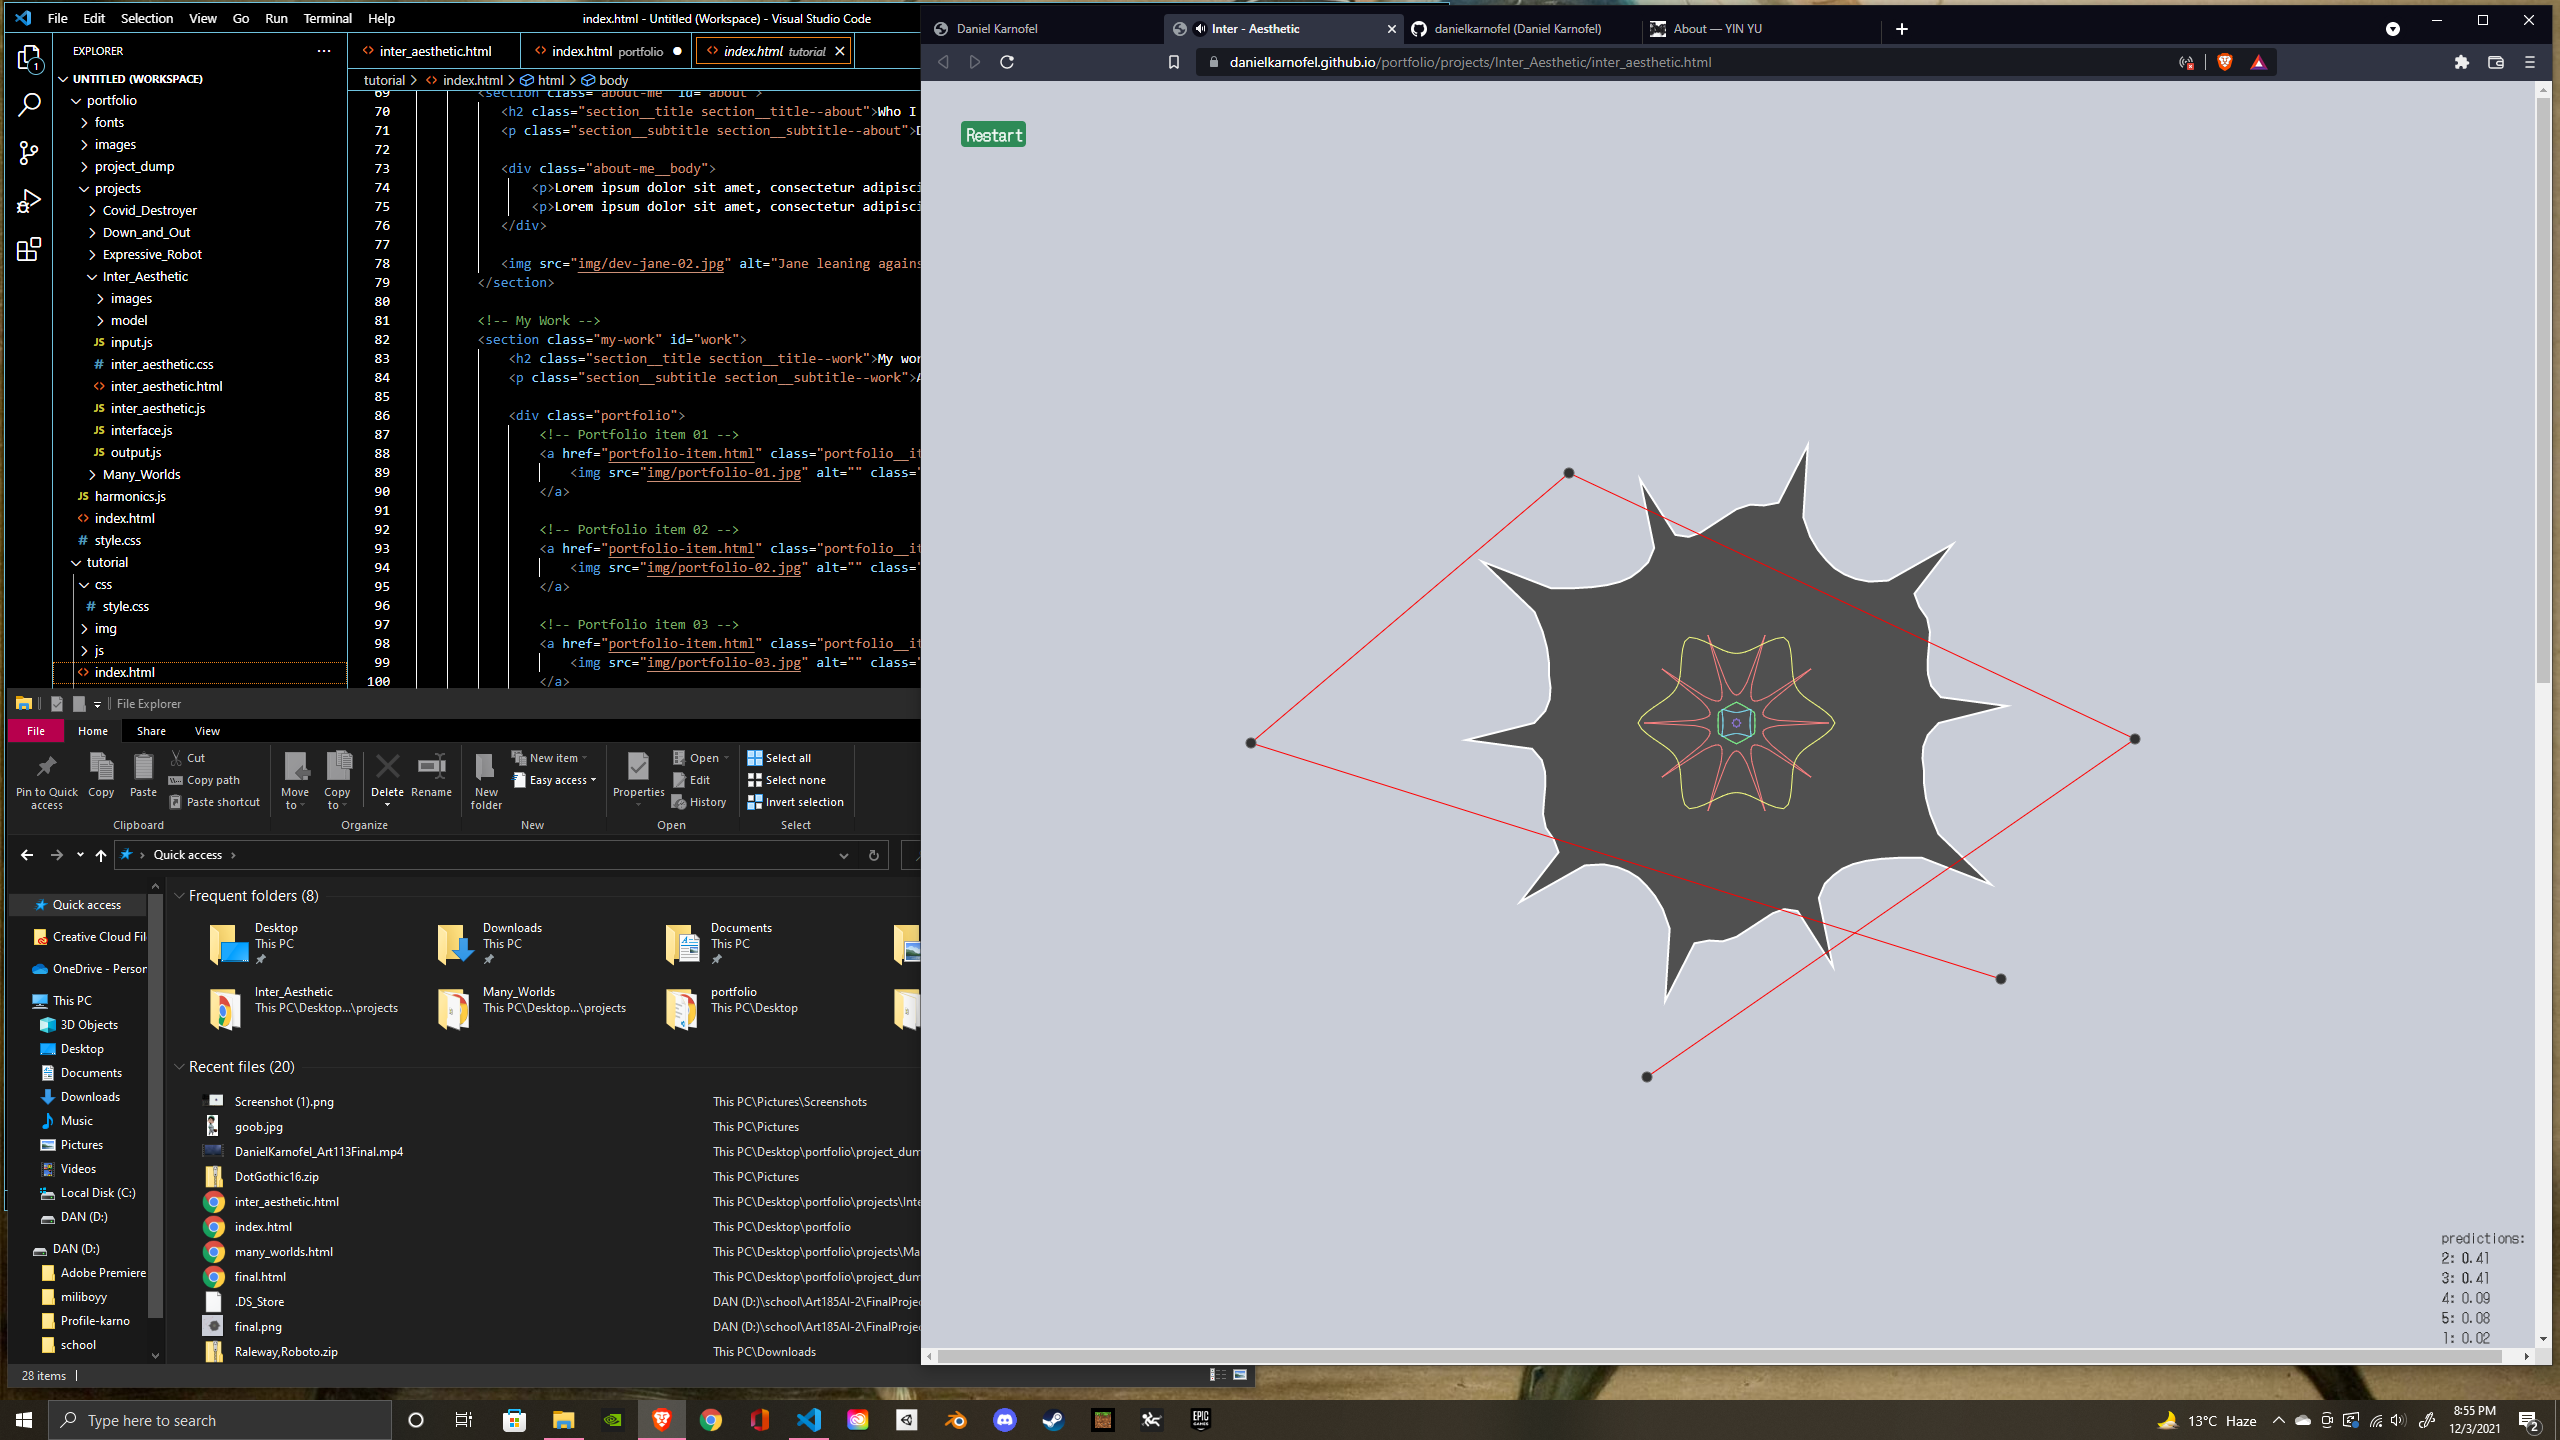 File Edit Selection View Go Run Terminal Help
index.html - Untitled (Workspace) - Visual Studio Code
EXPLORER
1
UNTITLED (WORKSPACE)
portfolio
fonts
images
project_dump
projects
Covid_Destroyer
Down_and_Out
Expressive_Robot
Inter_Aesthetic
images
model
JS input.js
# inter_aesthetic.css
inter_aesthetic.html
JS inter_aesthetic.js
JS interface.js
JS output.js
Many_Worlds
JS harmonics.js
index.html
# style.css
tutorial
css
# style.css
img
js
index.html
inter_aesthetic.html
index.html portfolio
index.html tutorial
tutorial > index.html > html > body
69 <section class="about-me" id="about">
70 <h2 class="section__title section__title--about">Who I
71 <p class="section__subtitle section__subtitle--about">D
72
73 <div class="about-me__body">
74 <p>Lorem ipsum dolor sit amet, consectetur adipisci
75 <p>Lorem ipsum dolor sit amet, consectetur adipisci
76 </div>
77
78 <img src="img/dev-jane-02.jpg" alt="Jane leaning agains
79 </section>
80
81 <!-- My Work -->
82 <section class="my-work" id="work">
83 <h2 class="section__title section__title--work">My wor
84 <p class="section__subtitle section__subtitle--work">A
85
86 <div class="portfolio">
87 <!-- Portfolio item 01 -->
88 <a href="portfolio-item.html" class="portfolio__it
89 <img src="img/portfolio-01.jpg" alt="" class="
90 </a>
91
92 <!-- Portfolio item 02 -->
93 <a href="portfolio-item.html" class="portfolio__it
94 <img src="img/portfolio-02.jpg" alt="" class="
95 </a>
96
97 <!-- Portfolio item 03 -->
98 <a href="portfolio-item.html" class="portfolio__it
99 <img src="img/portfolio-03.jpg" alt="" class="
100 </a>
File Explorer
File Home Share View
Pin to Quick access
Copy
Paste
Cut
Copy path
Paste shortcut
Clipboard
Move to
Copy to
Delete
Rename
Organize
New folder
New item
Easy access
New
Properties
Open
Edit
History
Open
Select all
Select none
Invert selection
Select
Quick access
Quick access
Creative Cloud Fil
OneDrive - Person
This PC
3D Objects
Desktop
Documents
Downloads
Music
Pictures
Videos
Local Disk (C:)
DAN (D:)
DAN (D:)
Adobe Premiere
miliboyy
Profile-karno
school
Frequent folders (8)
Desktop
This PC
Downloads
This PC
Documents
This PC
Inter_Aesthetic
This PC\Desktop...\projects
Many_Worlds
This PC\Desktop...\projects
portfolio
This PC\Desktop
Recent files (20)
Screenshot (1).png This PC\Pictures\Screenshots
goob.jpg This PC\Pictures
DanielKarnofel_Art113Final.mp4 This PC\Desktop\portfolio\project_dum
DotGothic16.zip This PC\Pictures
inter_aesthetic.html This PC\Desktop\portfolio\projects\Inte
index.html This PC\Desktop\portfolio
many_worlds.html This PC\Desktop\portfolio\projects\Ma
final.html This PC\Desktop\portfolio\project_dum
.DS_Store DAN (D:)\school\Art185AI-2\FinalProjec
final.png DAN (D:)\school\Art185AI-2\FinalProjec
Raleway,Roboto.zip This PC\Downloads
28 items
Daniel Karnofel
Inter - Aesthetic
danielkarnofel (Daniel Karnofel)
About — YIN YU
danielkarnofel.github.io/portfolio/projects/Inter_Aesthetic/inter_aesthetic.html
Restart
predictions:
2: 0.41
3: 0.41
4: 0.09
5: 0.08
1: 0.02
Type here to search
EPIC GAMES
13°C Haze
8:55 PM
12/3/2021
2